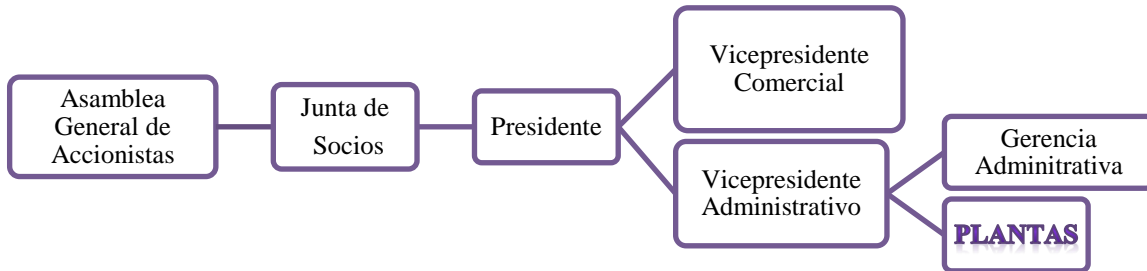 Asamblea
General de
Accionistas
Junta de
Socios
Presidente
Vicepresidente
Comercial
Vicepresidente
Administrativo
Gerencia
Adminitrativa
PLANTAS